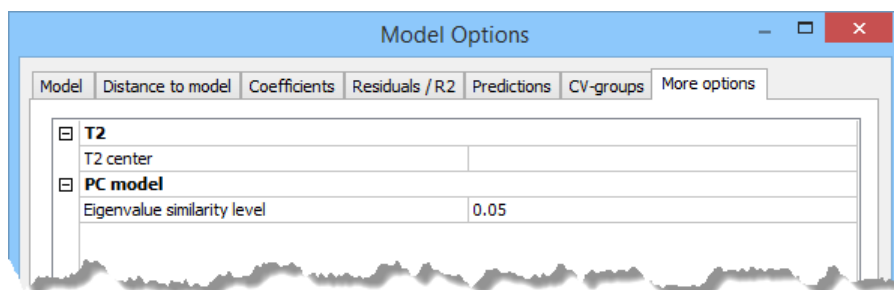 Model Options
Model Distance to model Coefficients Residuals / R2 Predictions CV-groups More options
T2
T2 center
PC model
Eigenvalue similarity level 0.05